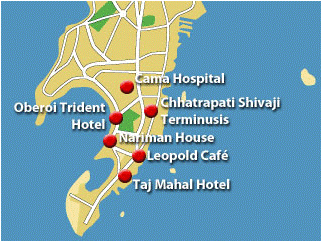 Cama Hospital
Oberoi Trident
Hotel
Chhatrapati Shivaji
Terminusis
Nariman House
Leopold Café
Taj Mahal Hotel